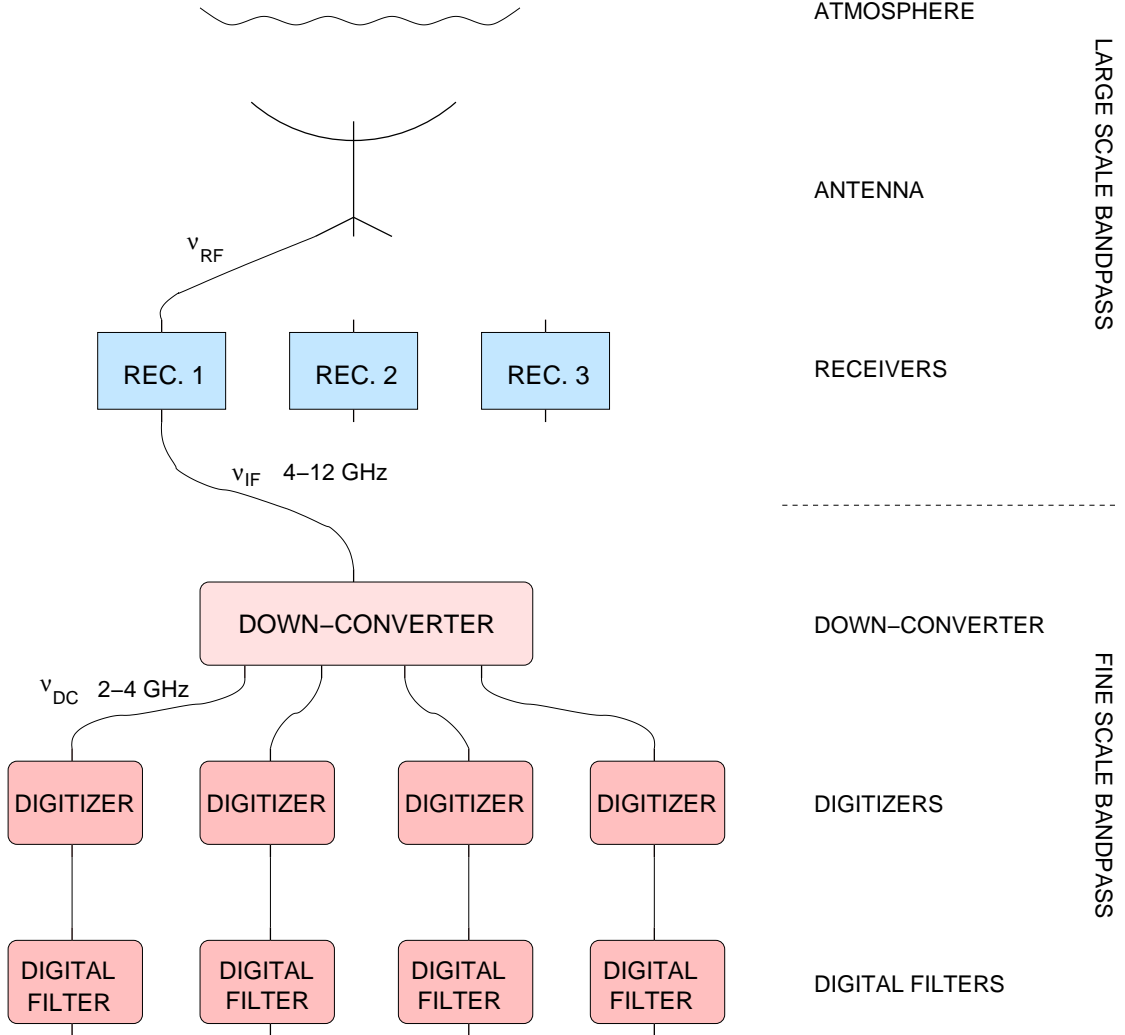 ATMOSPHERE
LARGE SCALE BANDPASS
ANTENNA
νRF
REC. 1
REC. 2
REC. 3
RECEIVERS
νIF 4–12 GHz
DOWN–CONVERTER
DOWN–CONVERTER
FINE SCALE BANDPASS
νDC 2–4 GHz
DIGITIZER
DIGITIZER
DIGITIZER
DIGITIZER
DIGITIZERS
DIGITAL
FILTER
DIGITAL
FILTER
DIGITAL
FILTER
DIGITAL
FILTER
DIGITAL FILTERS